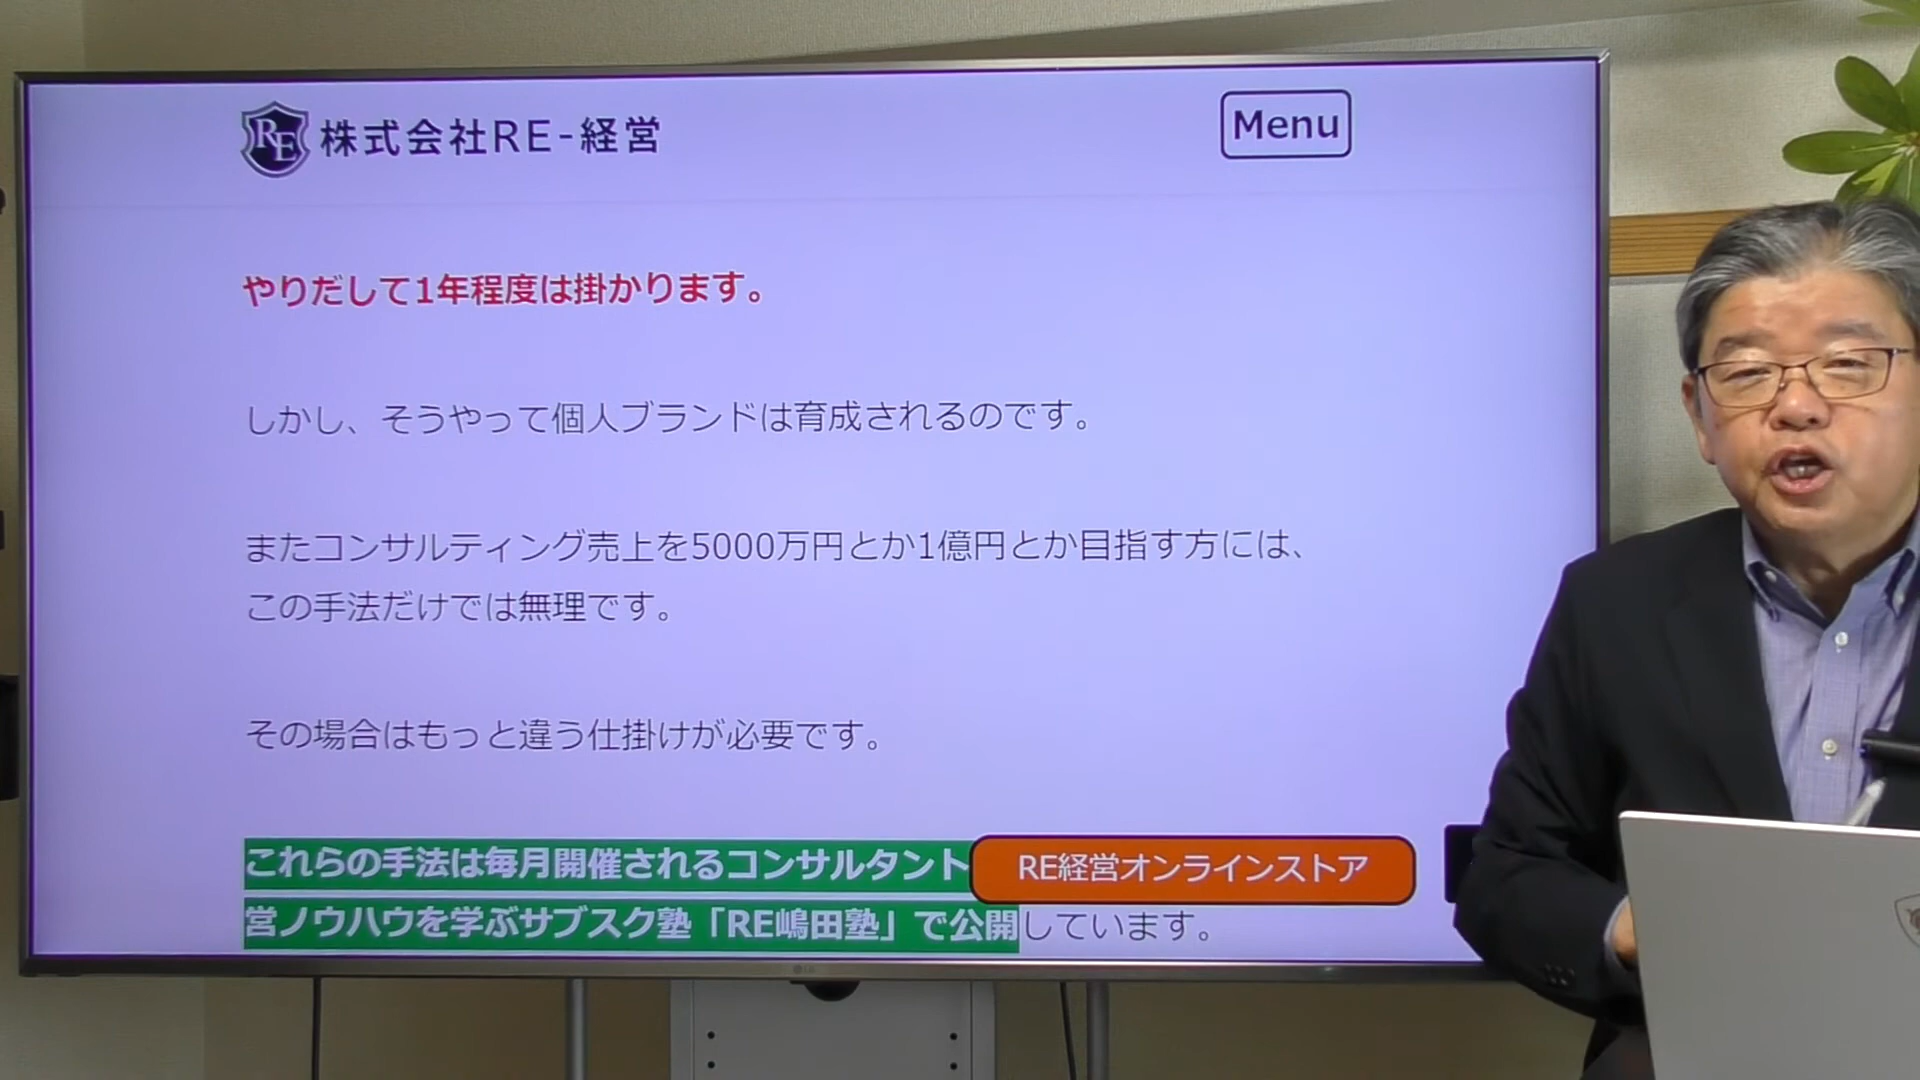 RE 株式会社RE-経営
Menu
やりだして1年程度は掛かります。
しかし、そうやって個人ブランドは育成されるのです。
またコンサルティング売上を5000万円とか1億円とか目指す方には、
この手法だけでは無理です。
その場合はもっと違う仕掛けが必要です。
これらの手法は毎月開催されるコンサルタント
RE経営オンラインストア
営ノウハウを学ぶサブスク塾「RE嶋田塾」で公開しています。
LG